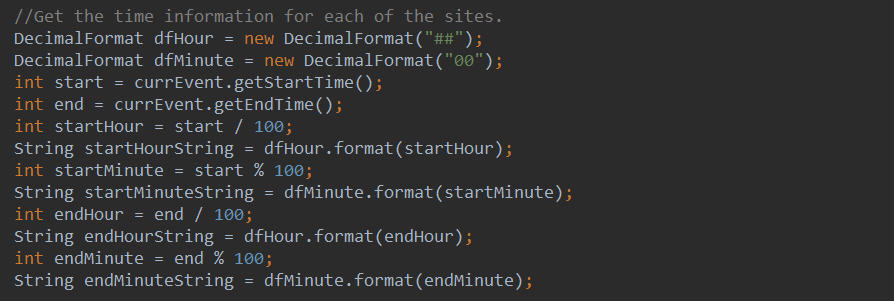 //Get the time information for each of the sites.
DecimalFormat dfHour = new DecimalFormat("##");
DecimalFormat dfMinute = new DecimalFormat("00");
int start = currEvent.getStartTime();
int end = currEvent.getEndTime();
int startHour = start / 100;
String startHourString = dfHour.format(startHour);
int startMinute = start % 100;
String startMinuteString = dfMinute.format(startMinute);
int endHour = end / 100;
String endHourString = dfHour.format(endHour);
int endMinute = end % 100;
String endMinuteString = dfMinute.format(endMinute);